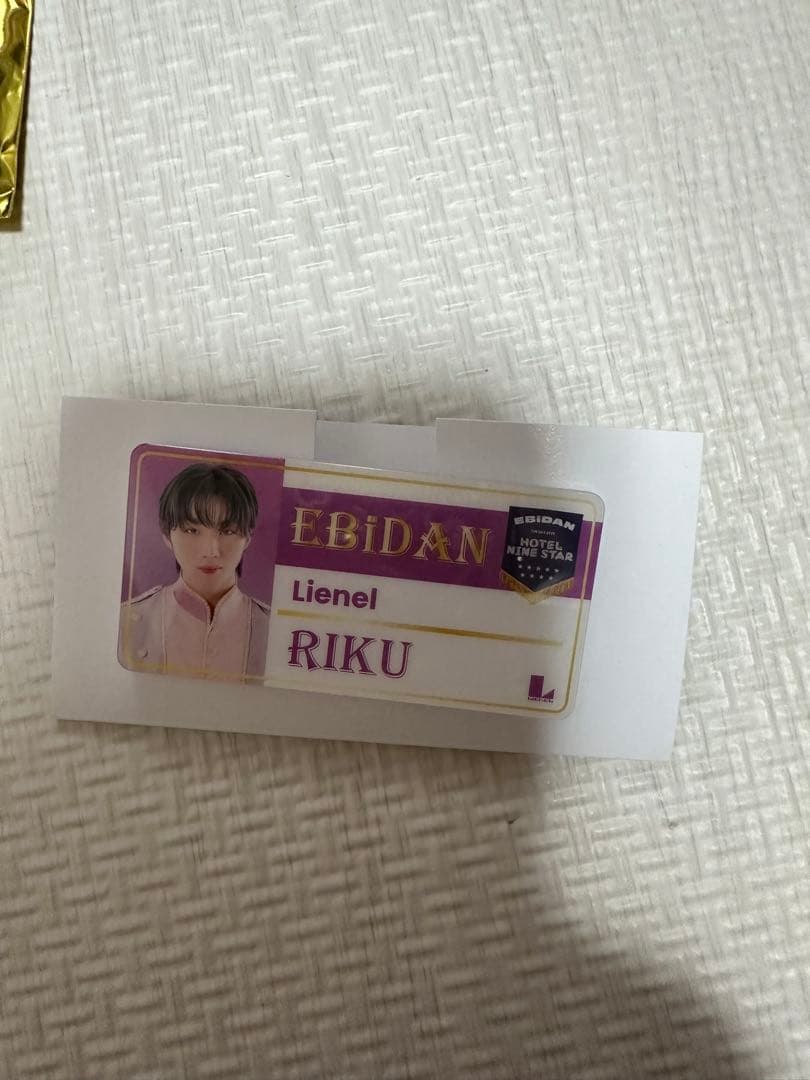 EBiDAN
Lienel
RIKU
EBiDAN
HOTEL
NINE STAR